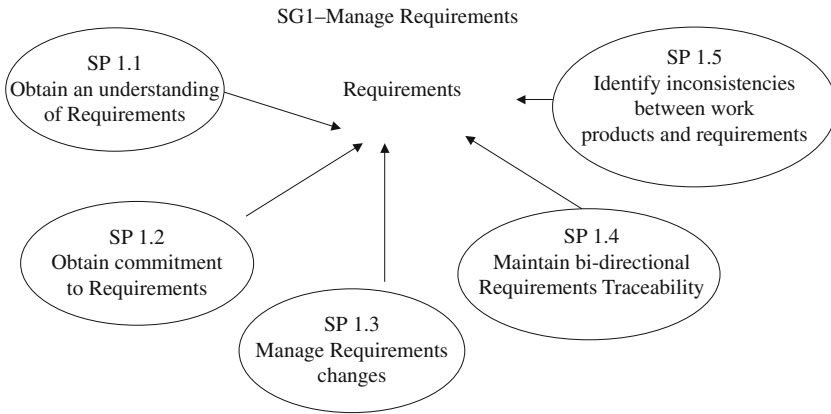 SG1–Manage Requirements
SP 1.1
Obtain an understanding
of Requirements
Requirements
SP 1.5
Identify inconsistencies
between work
products and requirements
SP 1.2
Obtain commitment
to Requirements
SP 1.3
Manage Requirements
changes
SP 1.4
Maintain bi-directional
Requirements Traceability